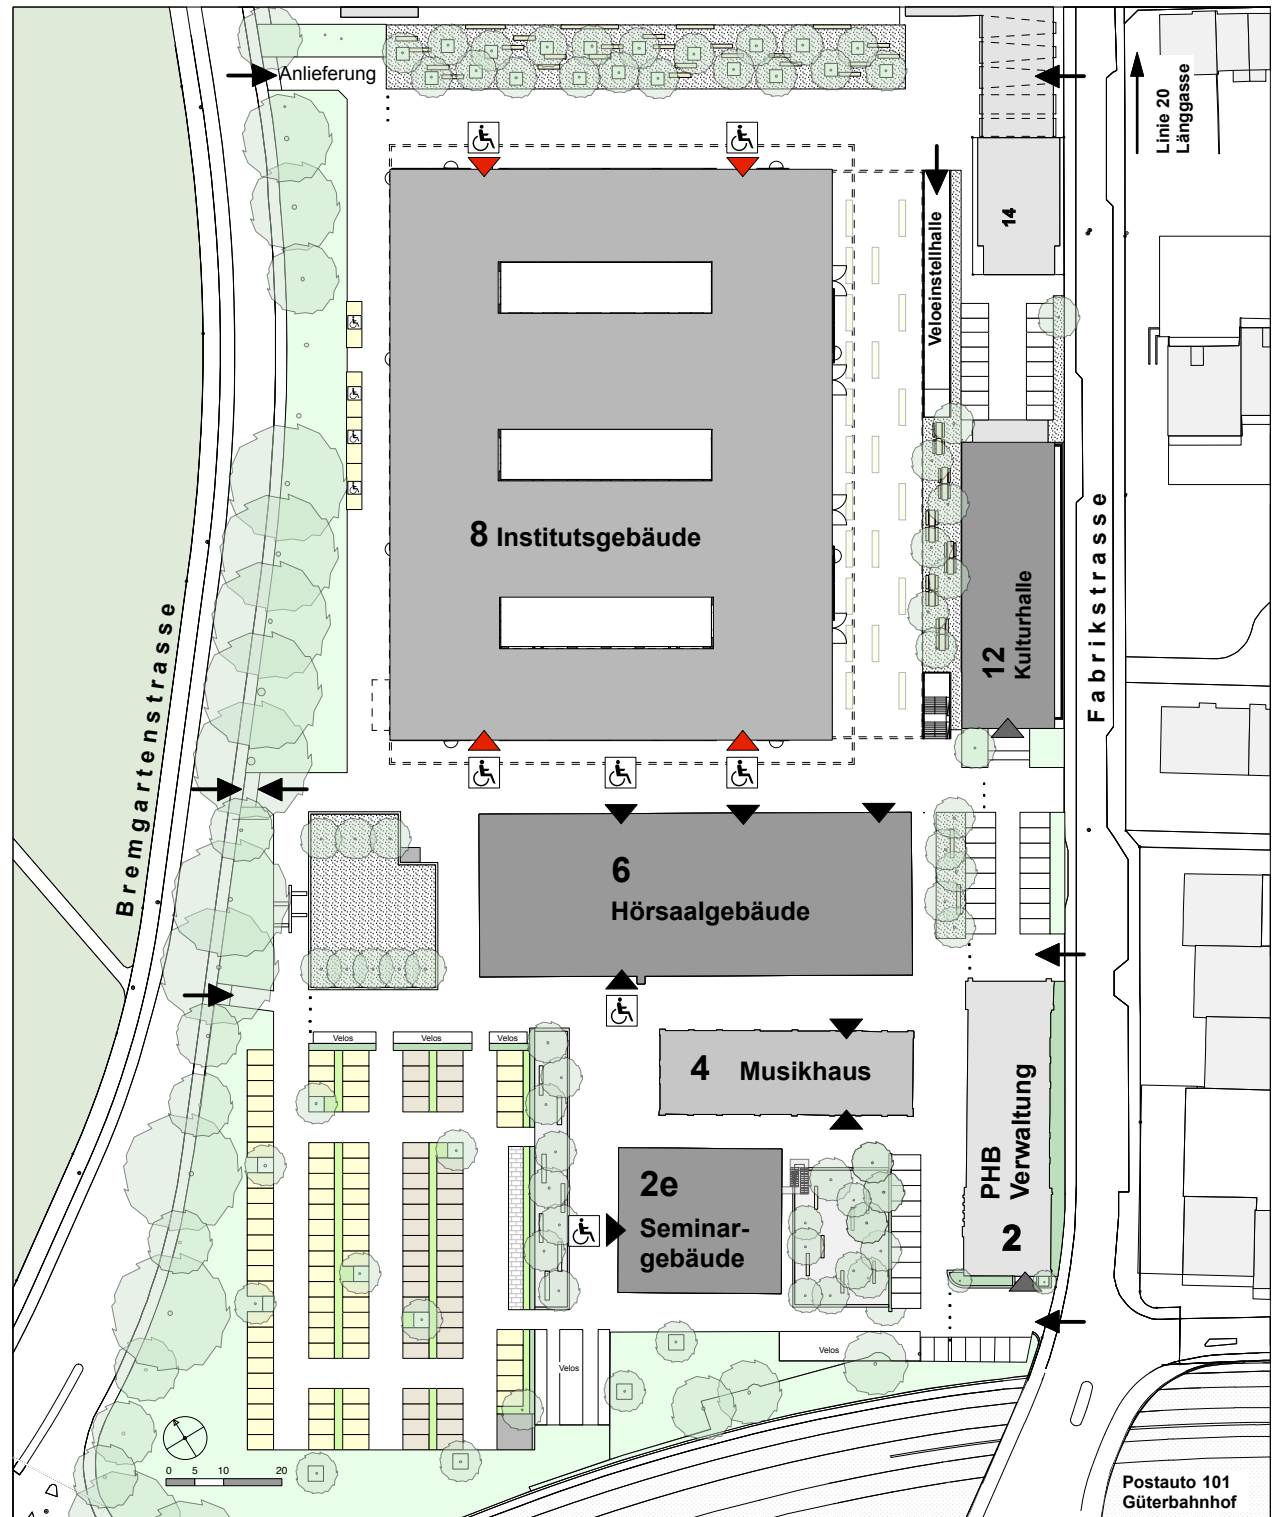 Anlieferung
Linie 20
Länggasse
14
Veloeinstellhalle
8 Institutsgebäude
12
Kulturhalle
Fabrikstrasse
Bremgartenstrasse
6
Hörsaalgebäude
Velos
Velos
Velos
4 Musikhaus
PHB
Verwaltung
2
2e
Seminar-
gebäude
Velos
Velos
0 5 10 20
Postauto 101
Güterbahnhof